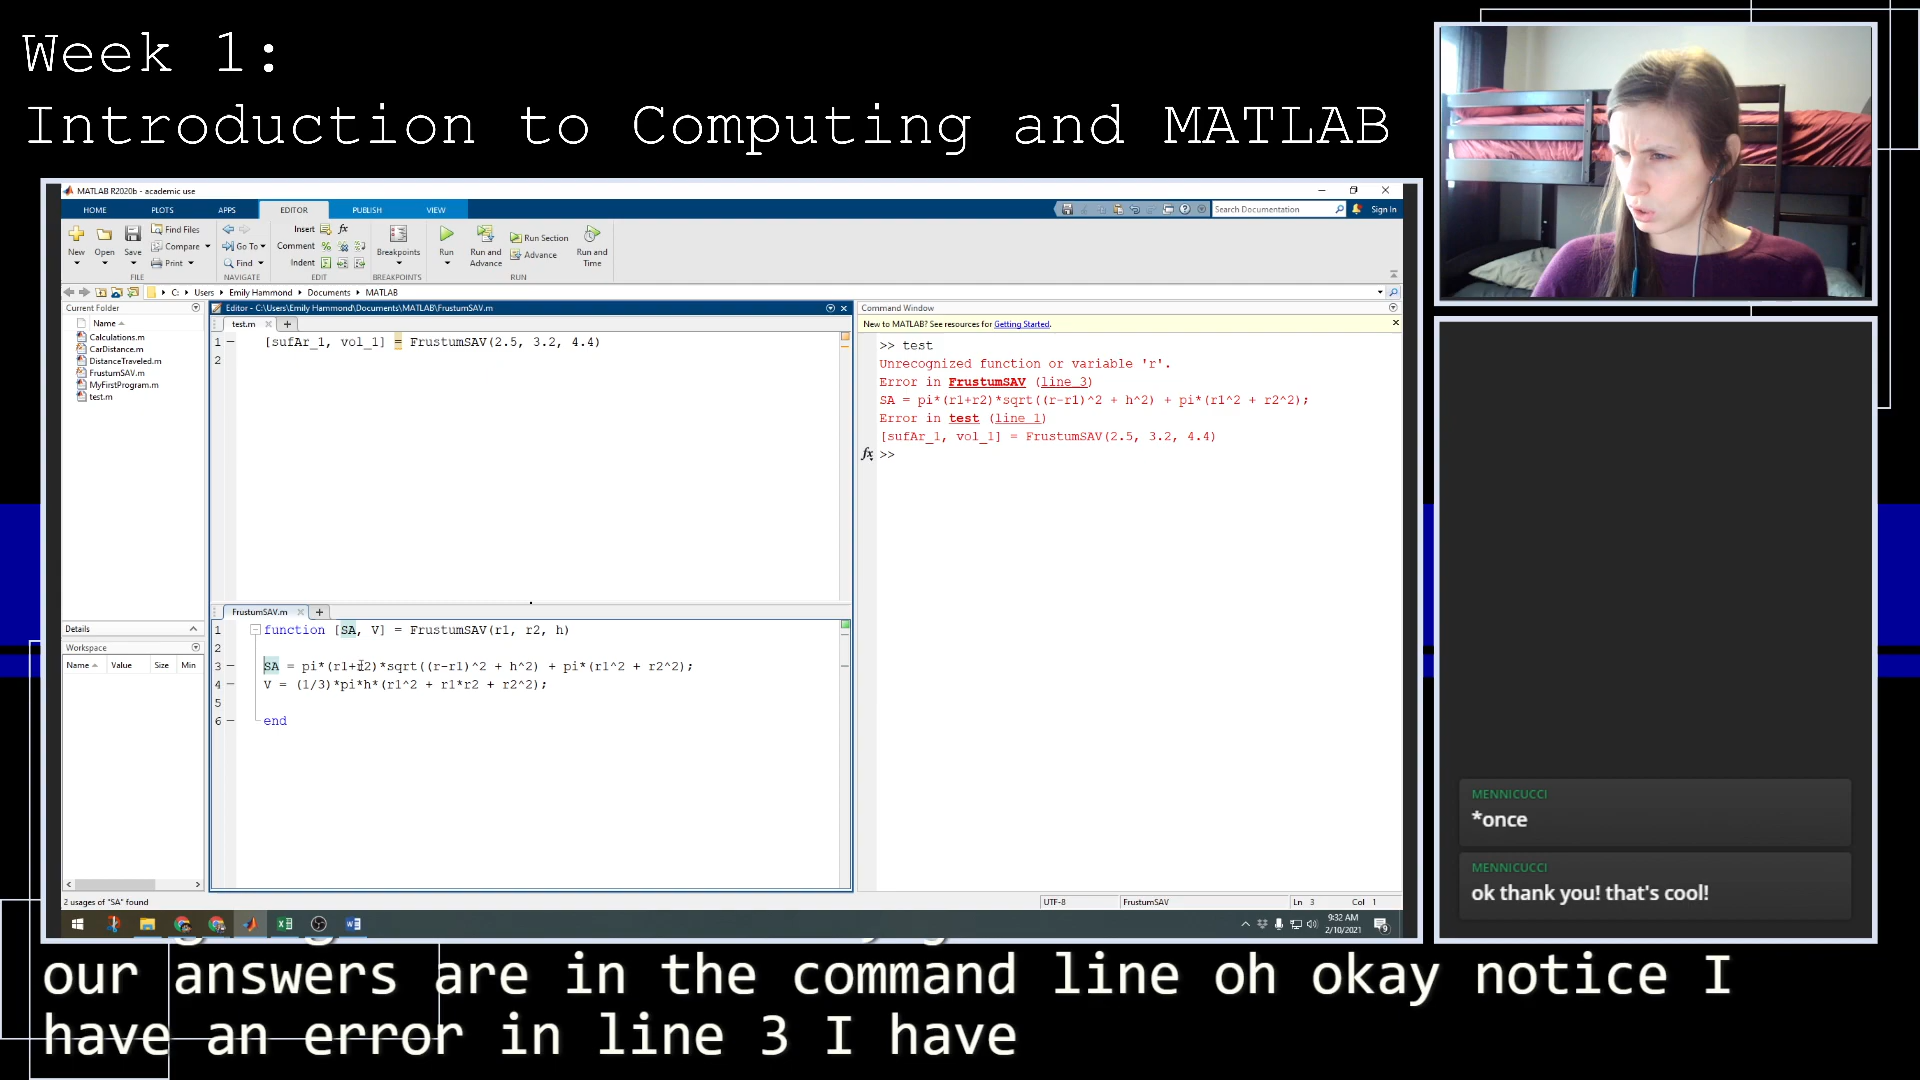 Week 1:
Introduction to Computing and MATLAB
MATLAB R2020b - academic use
HOME PLOTS APPS EDITOR PUBLISH VIEW
Search Documentation
Sign In
New Open Save
Find Files
Compare
Print
Go To
Find
Insert
Comment
Indent
Breakpoints
Run
Run and Advance
Run Section
Advance
Run and Time
FILE NAVIGATE EDIT BREAKPOINTS RUN
C: Users Emily Hammond Documents MATLAB
Current Folder
Name
Calculations.m
CarDistance.m
DistanceTraveled.m
FrustumSAV.m
MyFirstProgram.m
test.m
Details
Workspace
Name Value Size Min
Editor - C:\Users\Emily Hammond\Documents\MATLAB\FrustumSAV.m
test.m
1 [sufAr_1, vol_1] = FrustumSAV(2.5, 3.2, 4.4)
2
FrustumSAV.m
1 function [SA, V] = FrustumSAV(r1, r2, h)
2
3 SA = pi*(r1+r2)*sqrt((r-r1)^2 + h^2) + pi*(r1^2 + r2^2);
4 V = (1/3)*pi*h*(r1^2 + r1*r2 + r2^2);
5
6 end
Command Window
New to MATLAB? See resources for Getting Started.
>> test
Unrecognized function or variable 'r'.
Error in FrustumSAV (line 3)
SA = pi*(r1+r2)*sqrt((r-r1)^2 + h^2) + pi*(r1^2 + r2^2);
Error in test (line 1)
[sufAr_1, vol_1] = FrustumSAV(2.5, 3.2, 4.4)
fx >>
2 usages of "SA" found
UTF-8 FrustumSAV Ln 3 Col 1
9:32 AM
2/10/2021
MENNICUCCI
*once
MENNICUCCI
ok thank you! that's cool!
our answers are in the command line oh okay notice I
have an error in line 3 I have